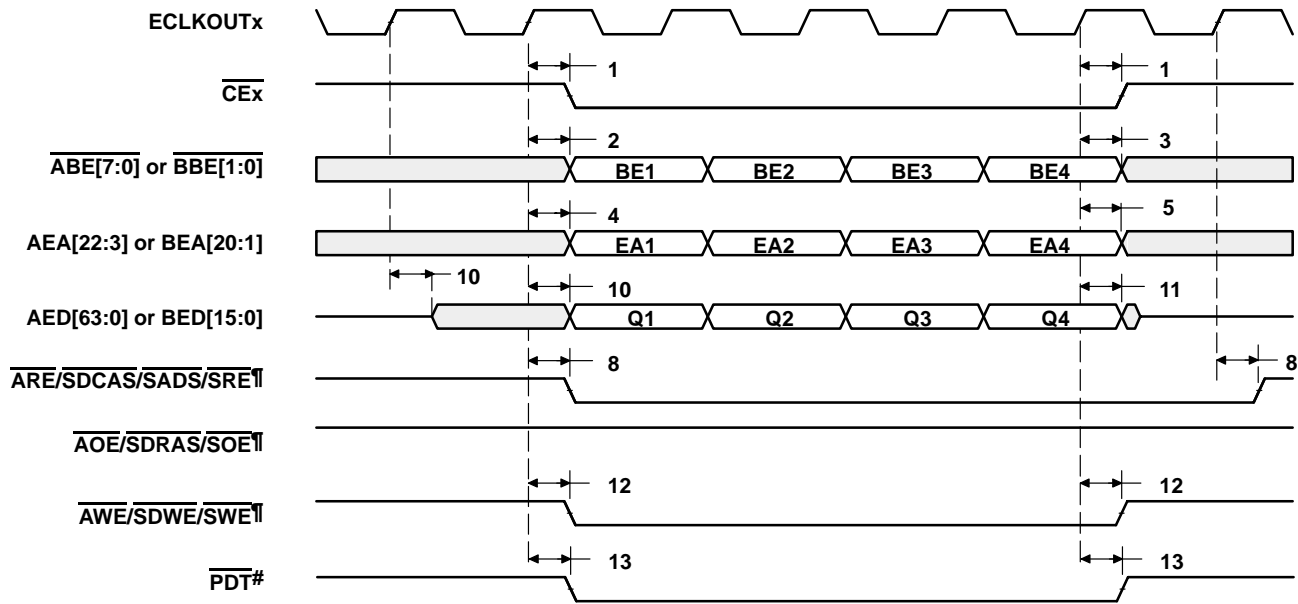 ECLKOUTx
1 1
CEx
2 3
ABE[7:0] or BBE[1:0]
BE1 BE2 BE3 BE4
4 5
AEA[22:3] or BEA[20:1]
EA1 EA2 EA3 EA4
10 10 11
AED[63:0] or BED[15:0]
Q1 Q2 Q3 Q4
8 8
ARE/SDCAS/SADS/SRE¶
AOE/SDRAS/SOE¶
12 12
AWE/SDWE/SWE¶
13 13
PDT#